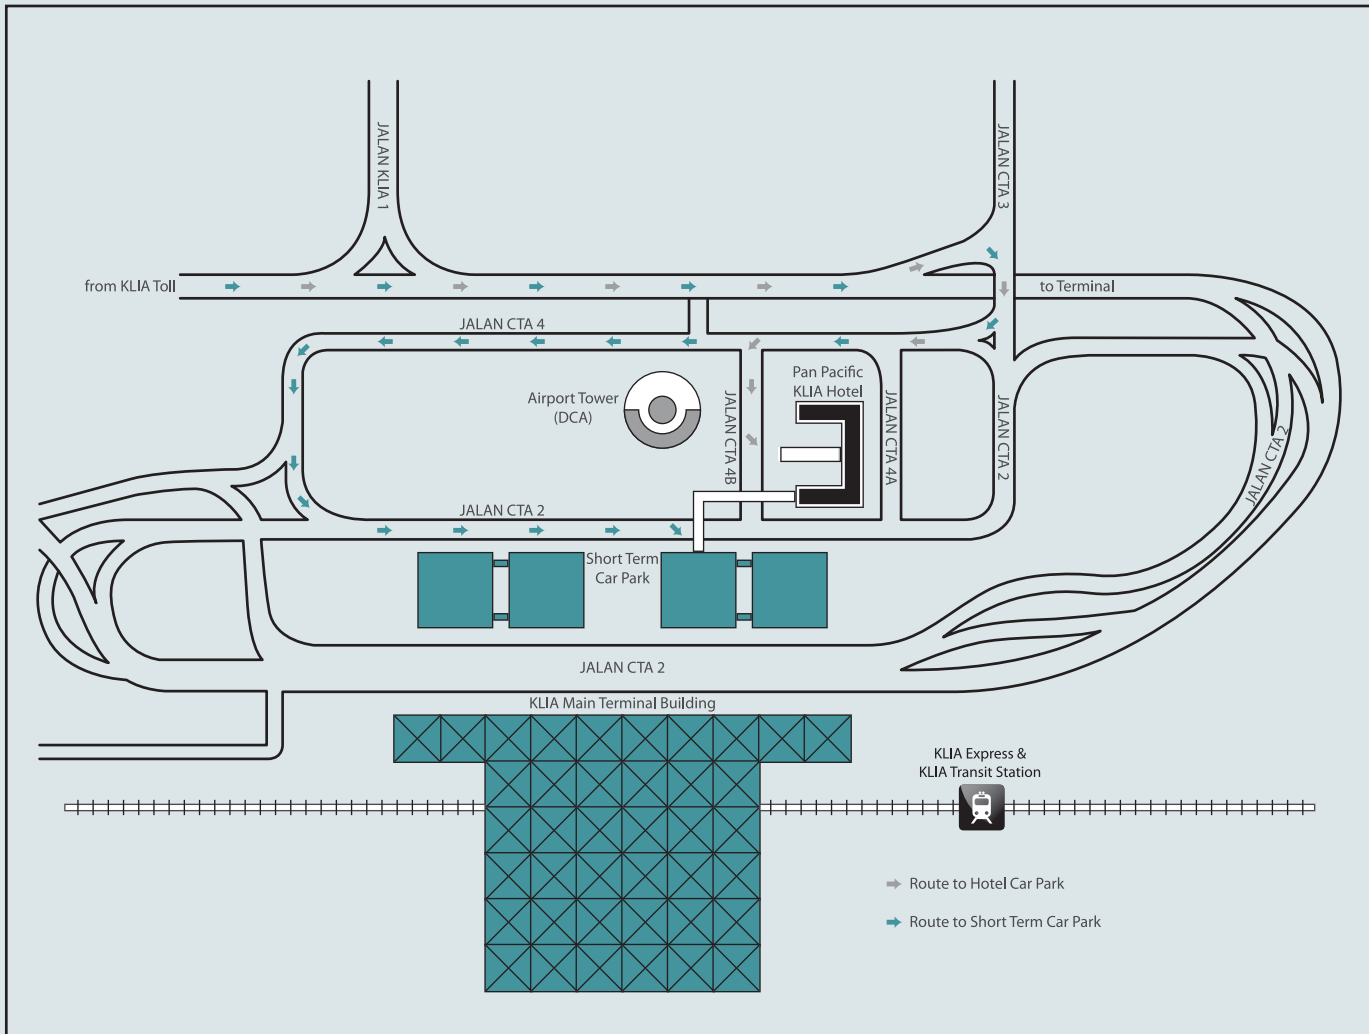 JALAN KLIA 1
JALAN CTA 3
from KLIA Toll
to Terminal
JALAN CTA 4
Pan Pacific
KLIA Hotel
Airport Tower
(DCA)
JALAN CTA 4B
JALAN CTA 4A
JALAN CTA 2
JALAN CTA 2
JALAN CTA 2
Short Term
Car Park
JALAN CTA 2
KLIA Main Terminal Building
KLIA Express &
KLIA Transit Station
Route to Hotel Car Park
Route to Short Term Car Park